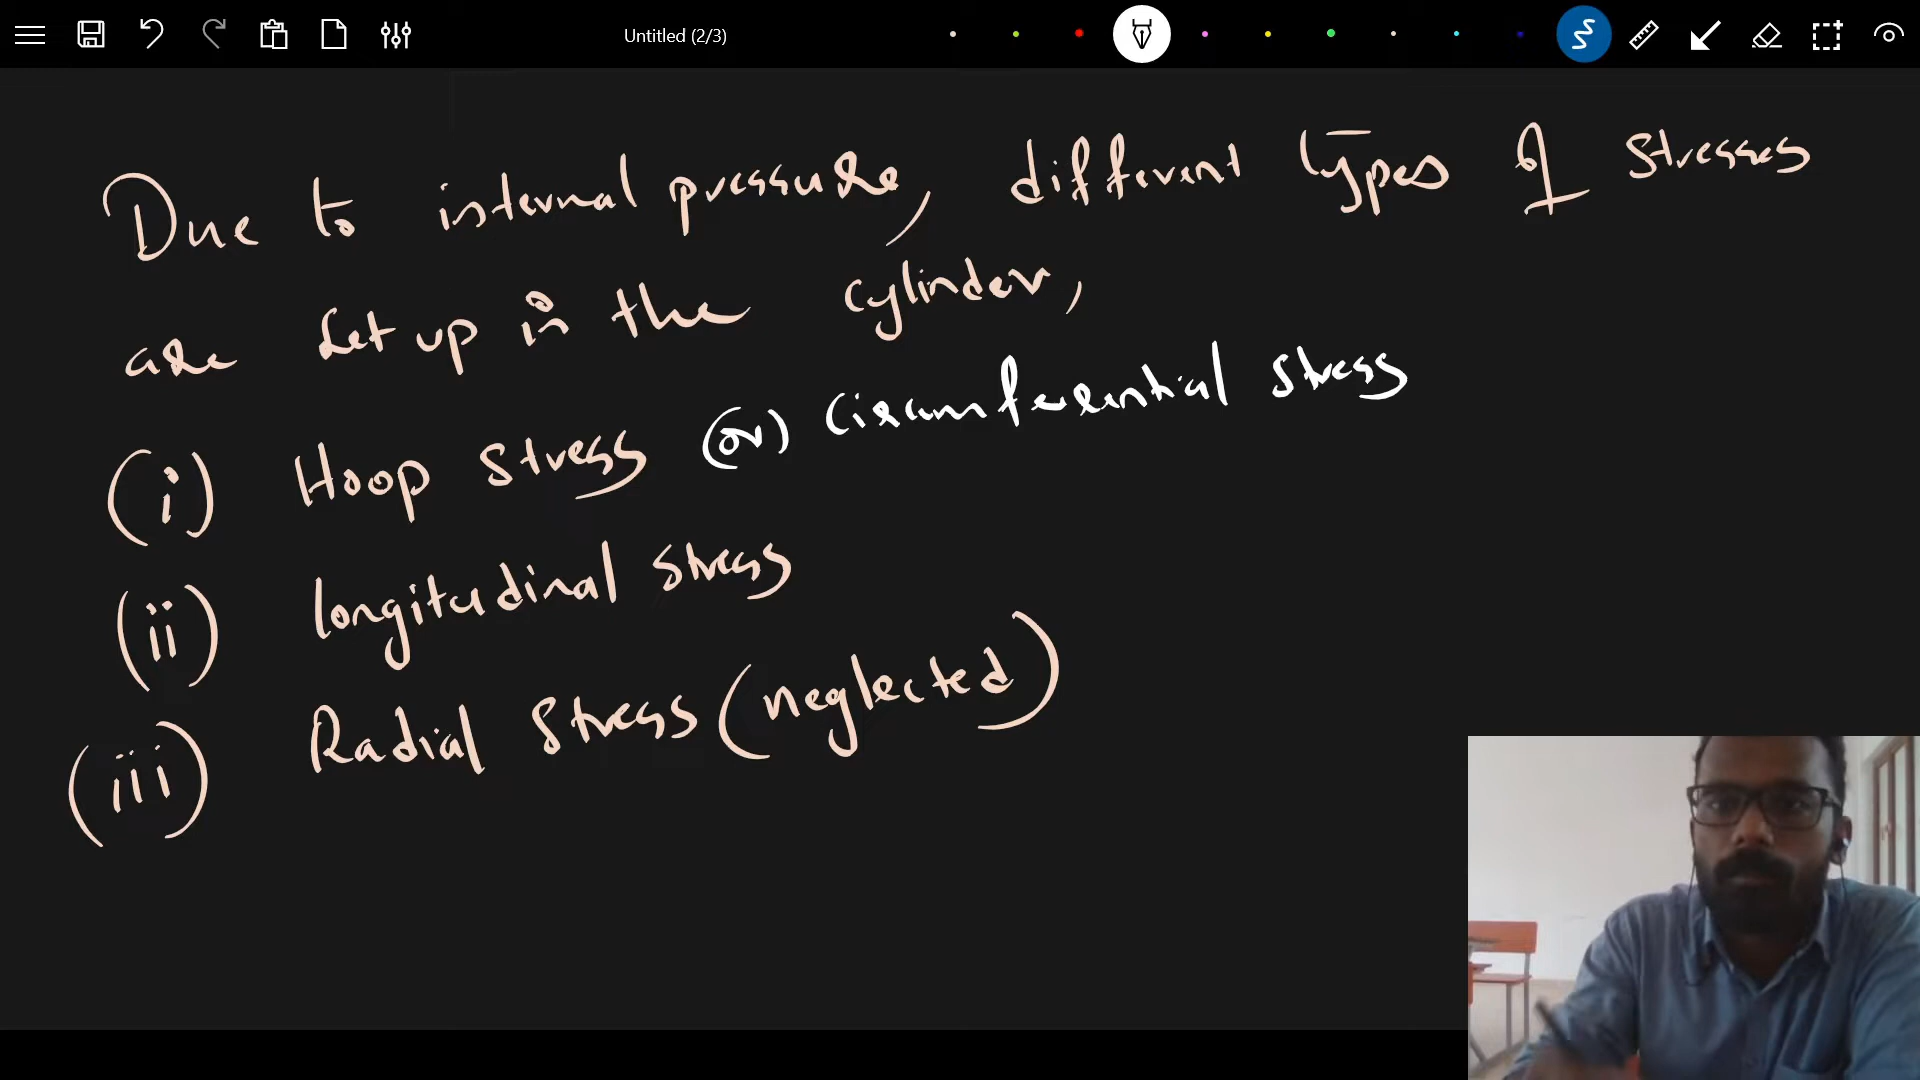 Untitled (2/3)
Due to internal pressure, different types of stresses
are set up in the cylinder,
(i) Hoop stress (or) circumferential stress
(ii) longitudinal stress
(iii) Radial stress (neglected)